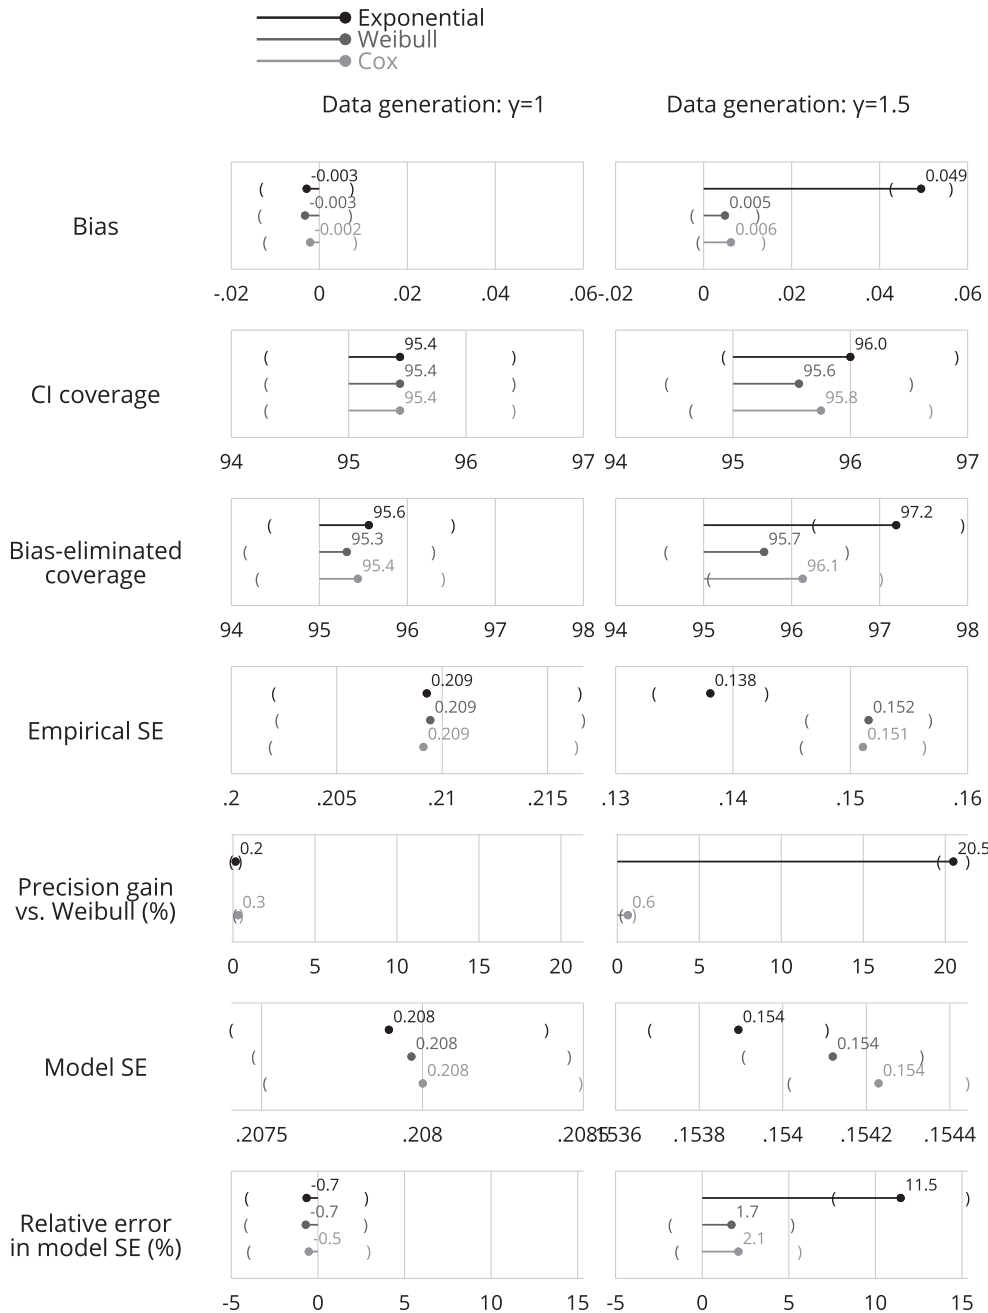 Exponential
Weibull
Cox
Data generation: γ=1
Data generation: γ=1.5
Bias
-0.003
-0.003
-0.002
-.02 0 .02 .04 .06
0.049
0.005
0.006
-.02 0 .02 .04 .06
CI coverage
95.4
95.4
95.4
94 95 96 97
96.0
95.6
95.8
94 95 96 97
Bias-eliminated
coverage
95.6
95.3
95.4
94 95 96 97 98
97.2
95.7
96.1
94 95 96 97 98
Empirical SE
0.209
0.209
0.209
.2 .205 .21 .215
0.138
0.152
0.151
.13 .14 .15 .16
Precision gain
vs. Weibull (%)
0.2
0.3
0 5 10 15 20
20.5
0.6
0 5 10 15 20
Model SE
0.208
0.208
0.208
.2075 .208 .2085
0.154
0.154
0.154
.1536 .1538 .154 .1542 .1544
Relative error
in model SE (%)
-0.7
-0.7
-0.5
-5 0 5 10 15
11.5
1.7
2.1
-5 0 5 10 15